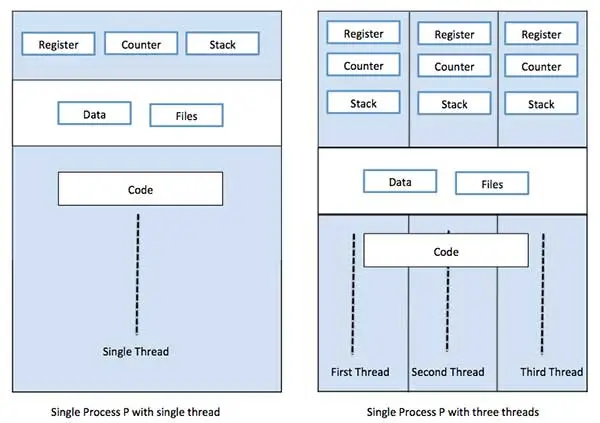 Register Counter Stack
Data Files
Code
Single Thread
Single Process P with single thread
Register Register Register
Counter Counter Counter
Stack Stack Stack
Data Files
Code
First Thread Second Thread Third Thread
Single Process P with three threads